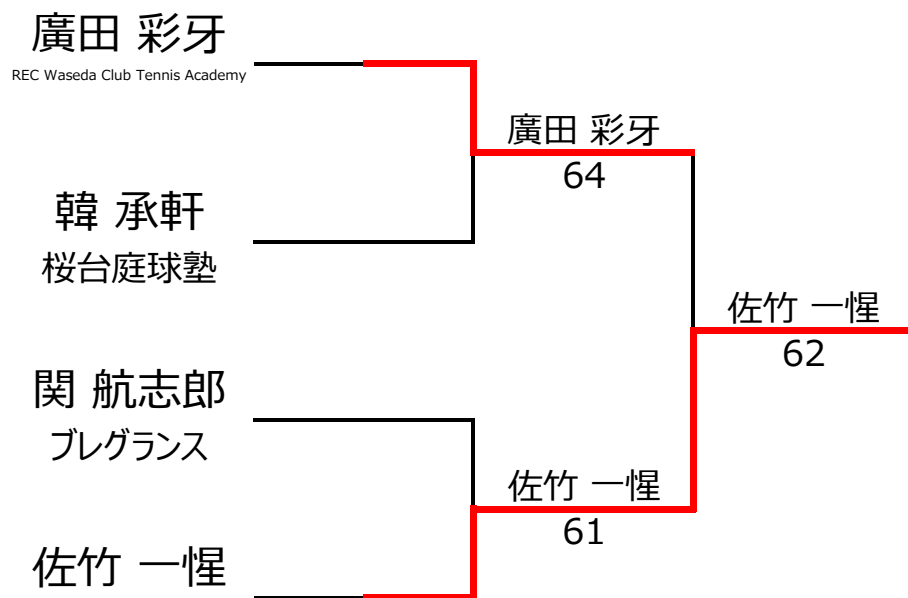 廣田 彩牙
REC Waseda Club Tennis Academy
廣田 彩牙
64
韓 承軒
桜台庭球塾
佐竹 一惺
62
関 航志郎
ブレグランス
佐竹 一惺
61
佐竹 一惺